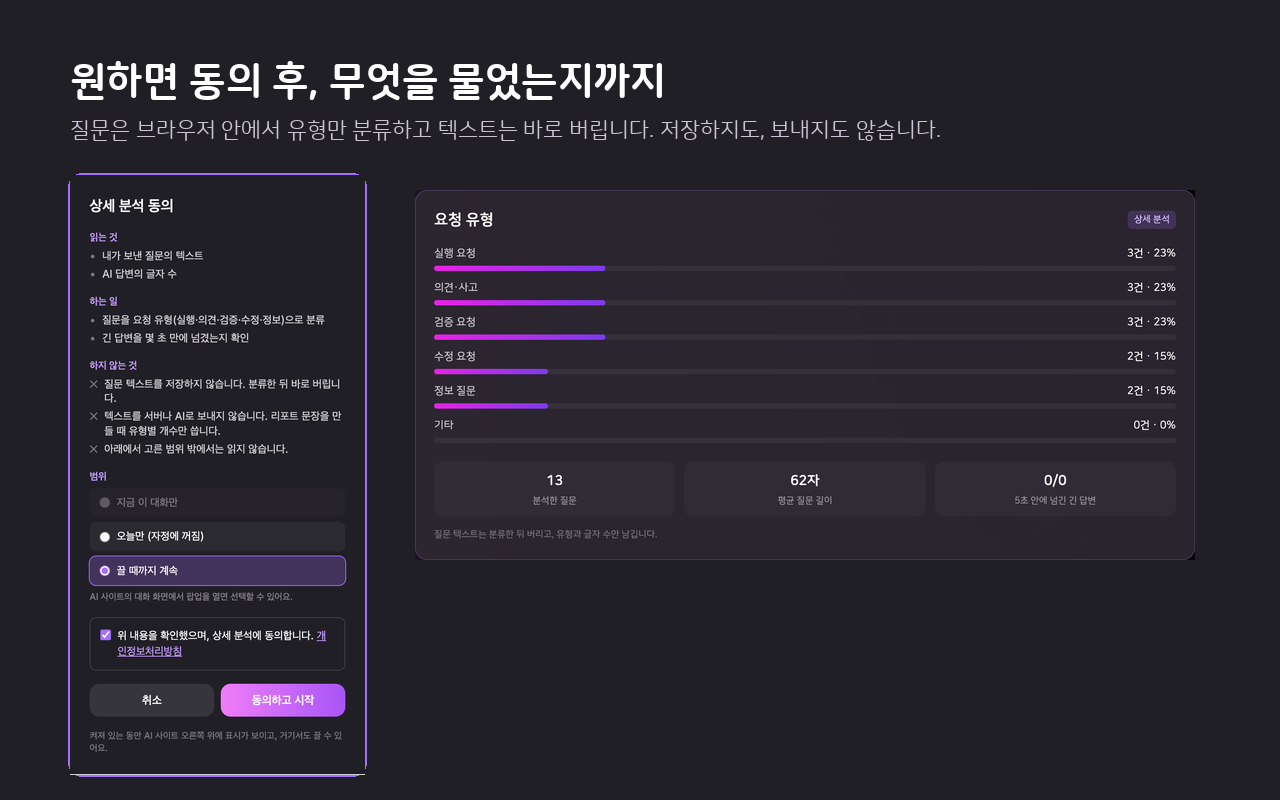 원하면 동의 후, 무엇을 물었는지까지
질문은 브라우저 안에서 유형만 분류하고 텍스트는 바로 버립니다. 저장하지도, 보내지도 않습니다.
상세 분석 동의
읽는 것
• 내가 보낸 질문의 텍스트
• AI 답변의 글자 수
하는 일
• 질문을 요청 유형(실행·의견·검증·수정·정보)으로 분류
• 긴 답변을 몇 초 만에 넘겼는지 확인
하지 않는 것
× 질문 텍스트를 저장하지 않습니다. 분류한 뒤 바로 버립니
다.
× 텍스트를 서버나 AI로 보내지 않습니다. 리포트 문장을 만
들 때 유형별 개수만 씁니다.
× 아래에서 고른 범위 밖에서는 읽지 않습니다.
범위
지금 이 대화만
오늘만 (자정에 꺼짐)
끌 때까지 계속
AI 사이트의 대화 화면에서 팝업을 열면 선택할 수 있어요.
위 내용을 확인했으며, 상세 분석에 동의합니다. 개
인정보처리방침
취소
동의하고 시작
켜져 있는 동안 AI 사이트 오른쪽 위에 표시가 보이고, 거기서도 끌 수 있
어요.
요청 유형
상세 분석
실행 요청 3건 · 23%
의견·사고 3건 · 23%
검증 요청 3건 · 23%
수정 요청 2건 · 15%
정보 질문 2건 · 15%
기타 0건 · 0%
13
분석한 질문
62자
평균 질문 길이
0/0
5초 안에 넘긴 긴 답변
질문 텍스트는 분류한 뒤 버리고, 유형과 글자 수만 남깁니다.